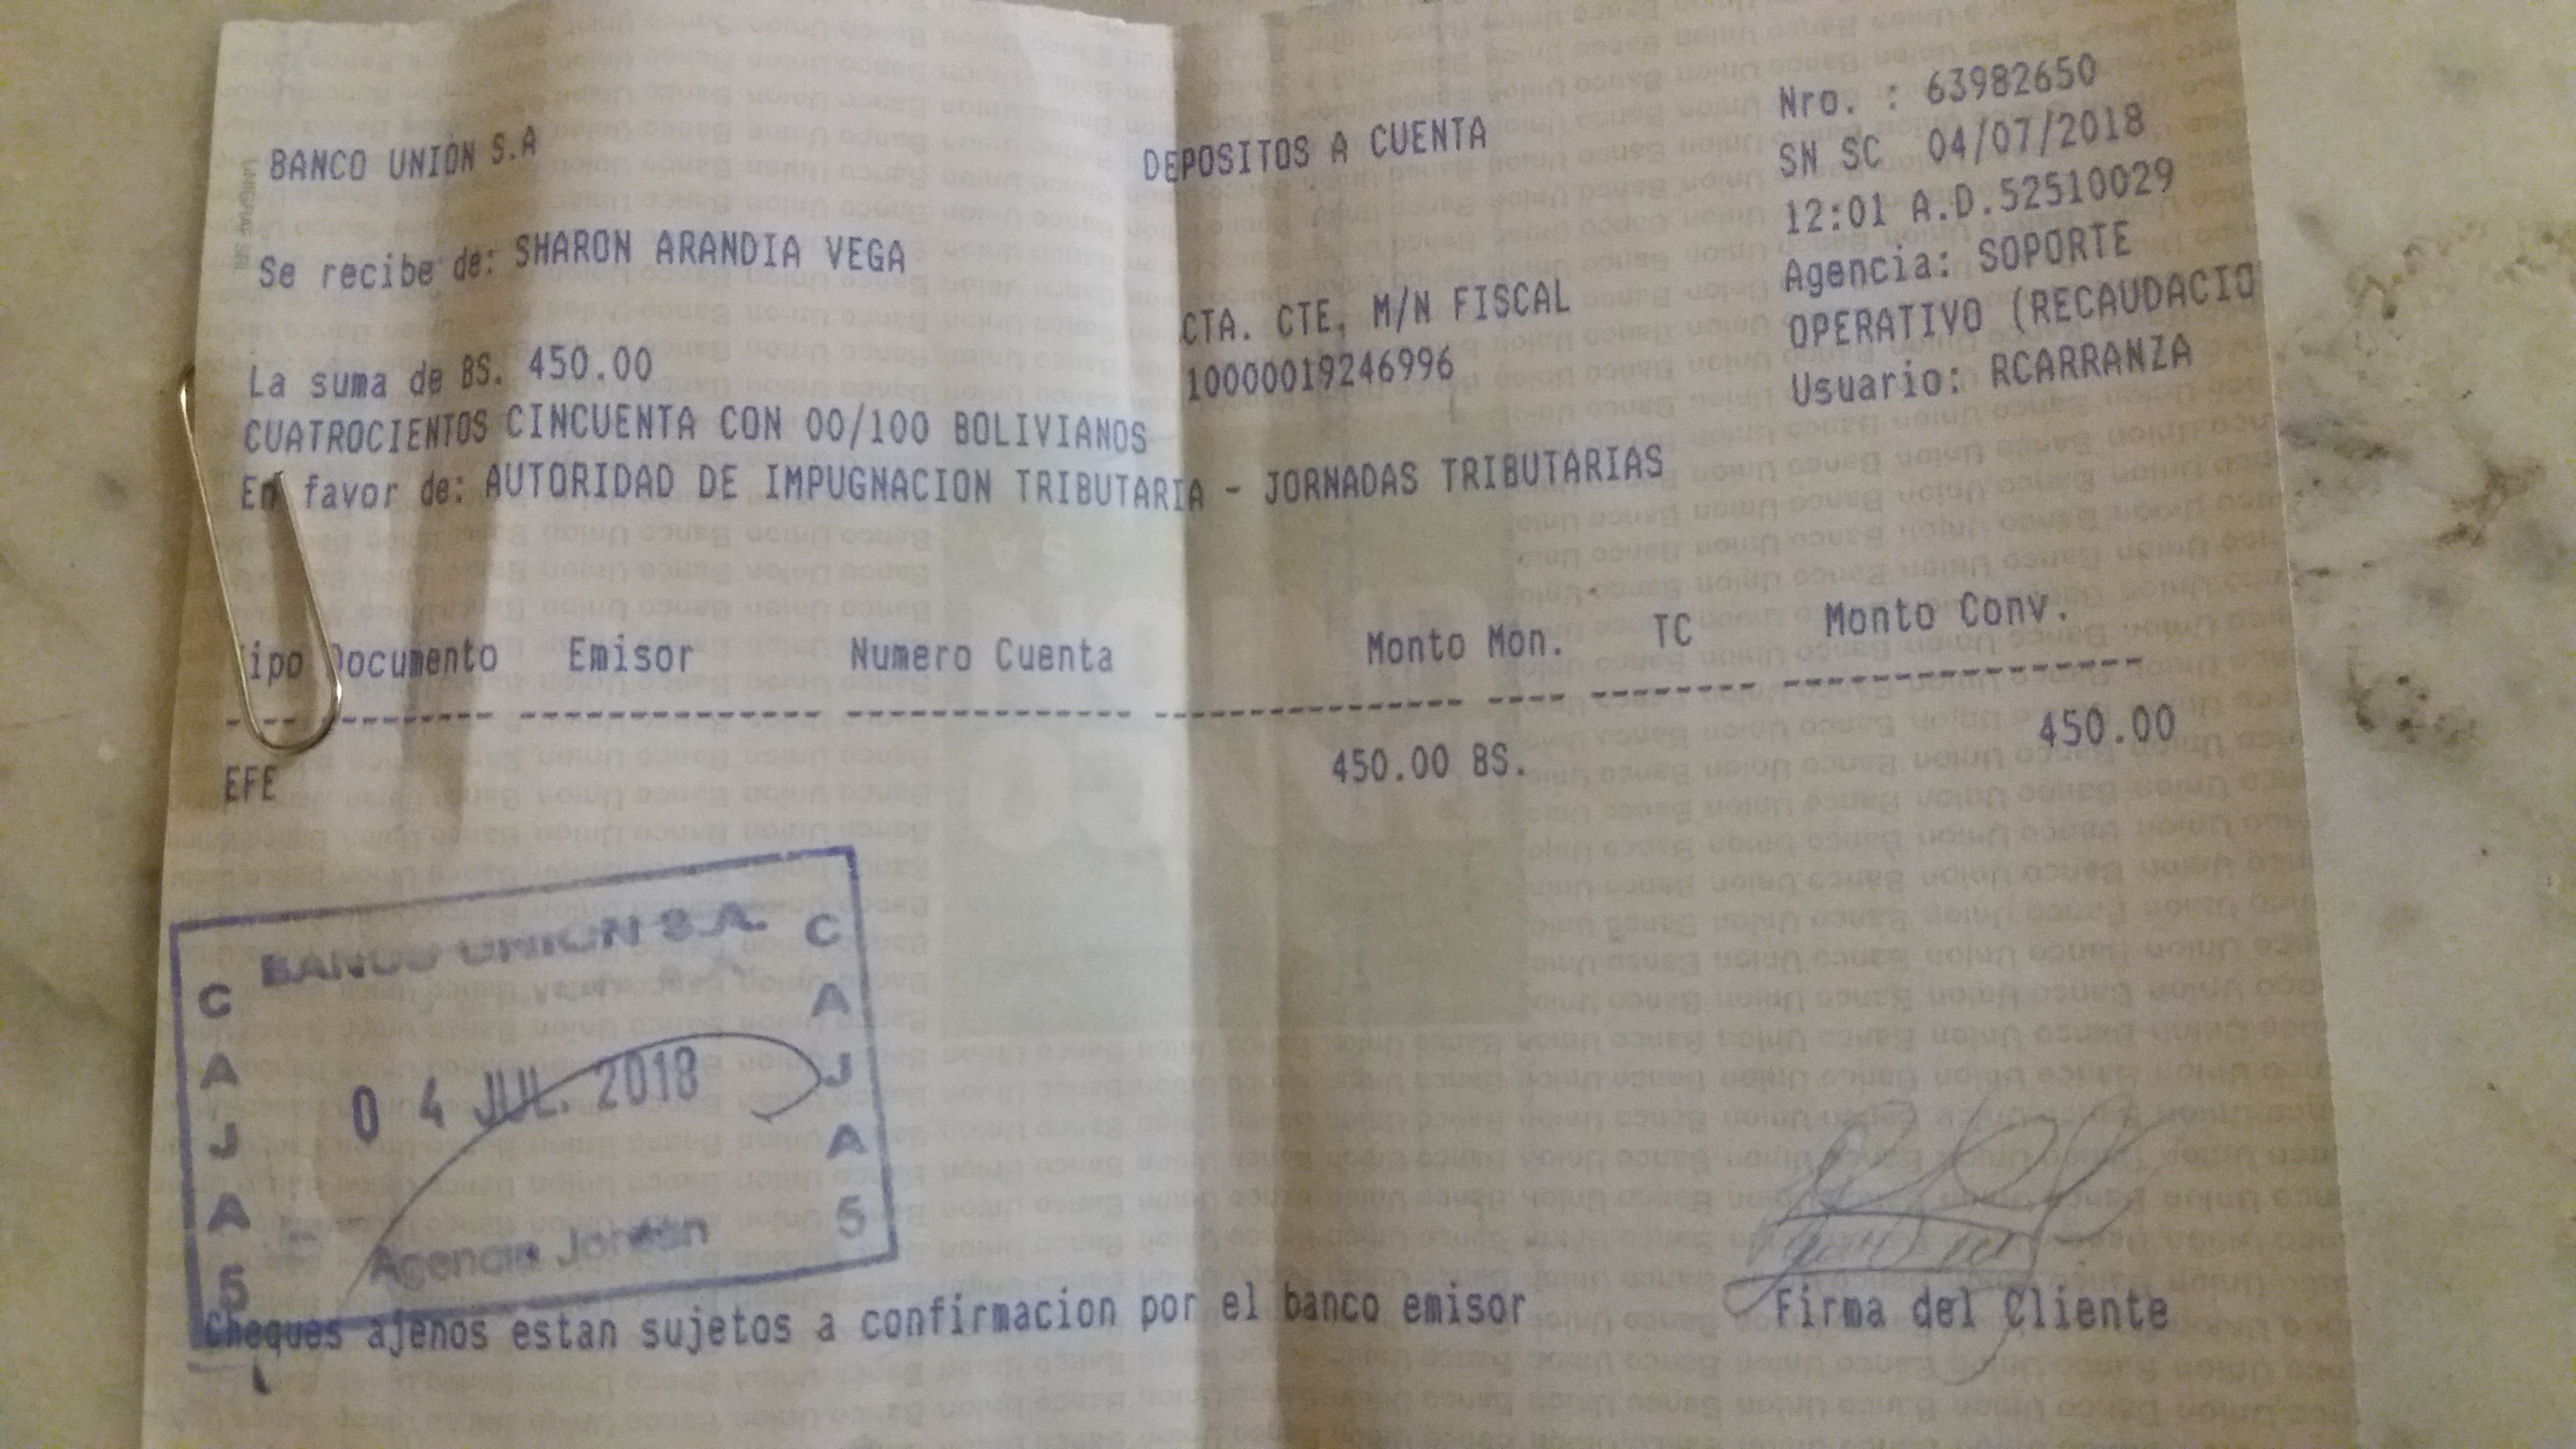 BANCO UNION S.A
DEPOSITOS A CUENTA
Nro. : 63982650
SN SC 04/07/2018
12:01 A.D.52510029
Agencia: SOPORTE
OPERATIVO (RECAUDACIO
Usuario: RCARRANZA
Se recibe de: SHARON ARANDIA VEGA
CTA. CTE. M/N FISCAL
10000019246996
La suma de BS. 450.00
CUATROCIENTOS CINCUENTA CON 00/100 BOLIVIANOS
En favor de: AUTORIDAD DE IMPUGNACION TRIBUTARIA - JORNADAS TRIBUTARIAS
Tipo Documento Emisor Numero Cuenta Monto Mon. TC Monto Conv.
EFE 450.00 BS. 450.00
BANCO UNION S.A.
CAJA 5
CAJA 5
04 JUL. 2018
Agencia
Cheques ajenos estan sujetos a confirmacion por el banco emisor
Firma del Cliente